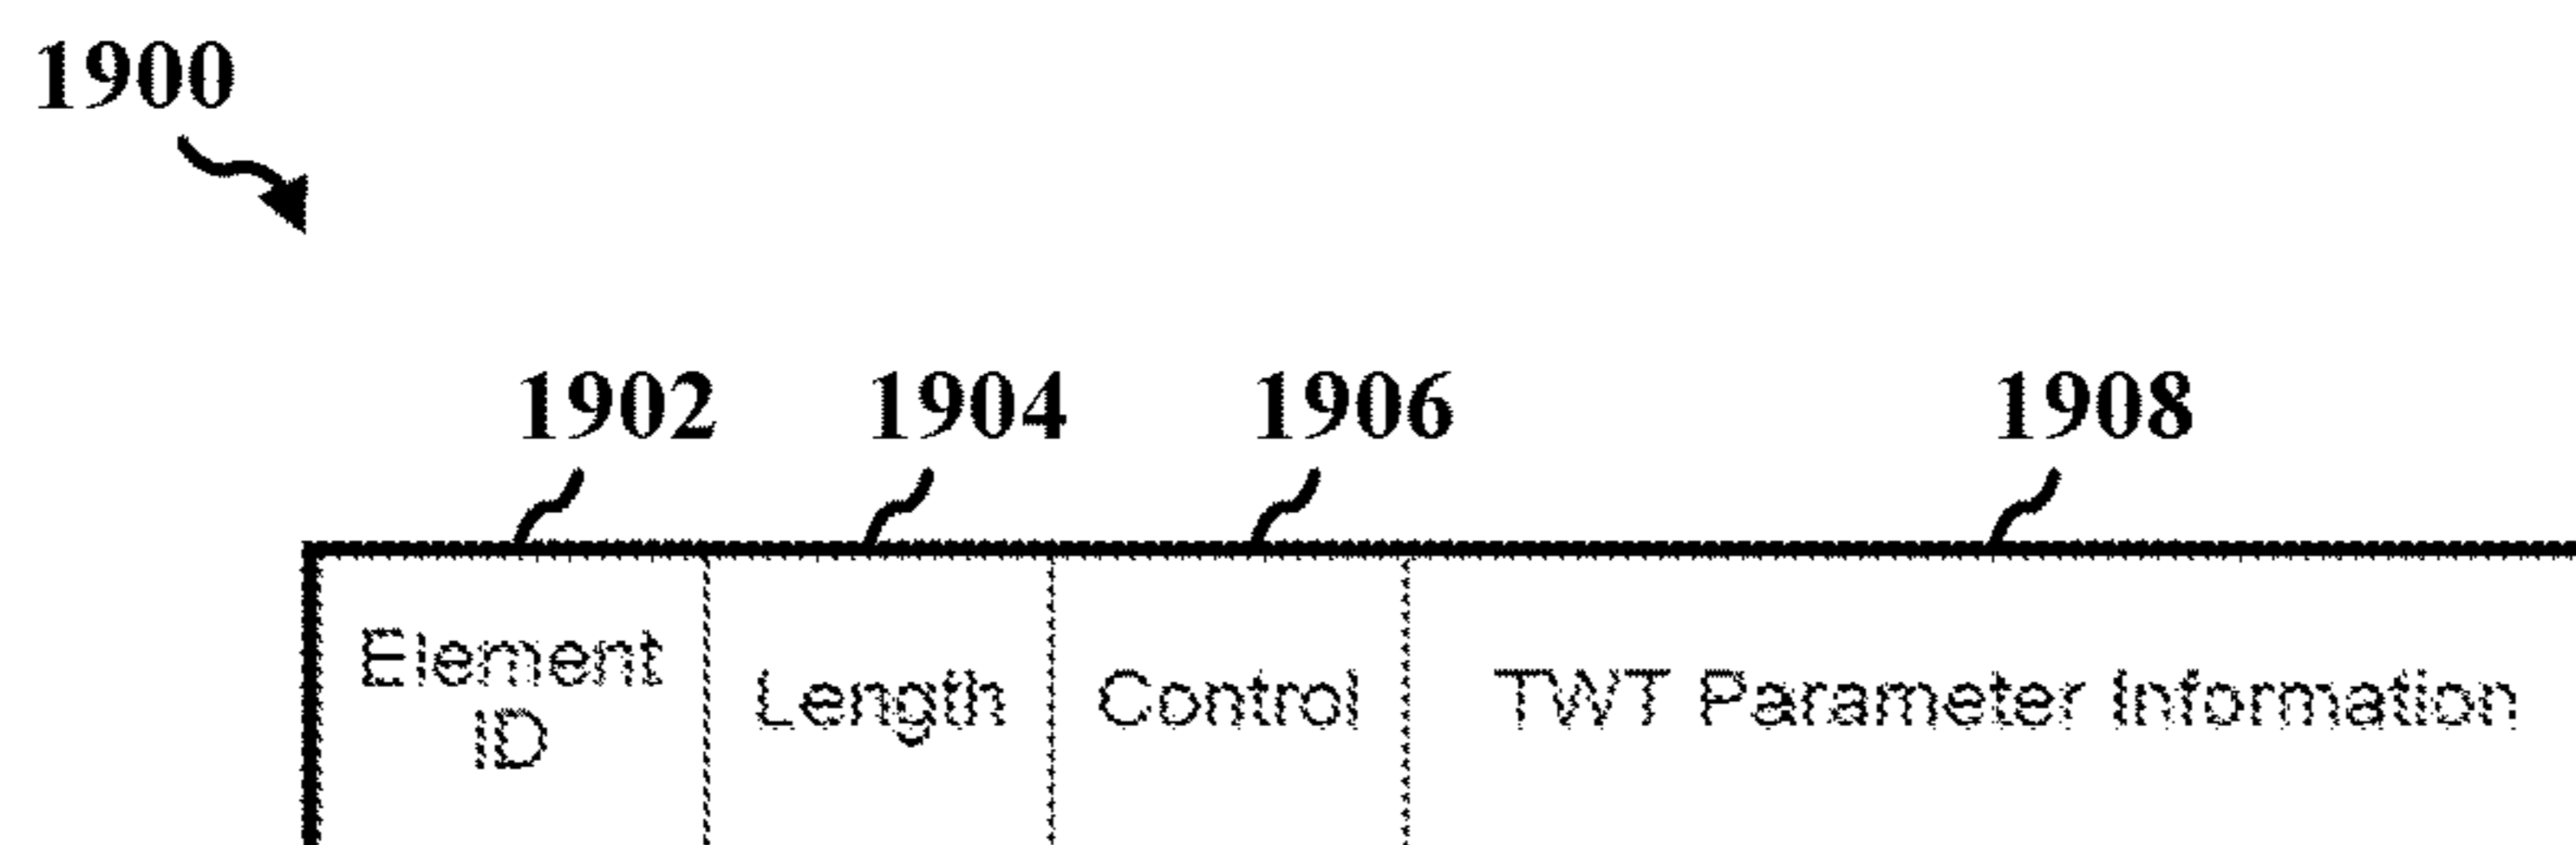 1900
1902 1904 1906 1908
Element
ID
Length
Control
TWT Parameter Information